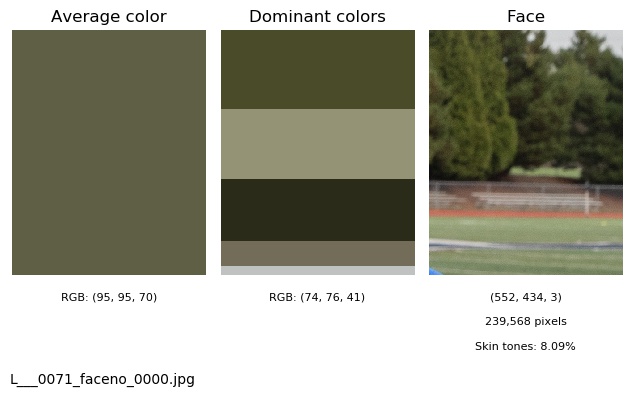 Average color
Dominant colors
Face
RGB: (95, 95, 70)
RGB: (74, 76, 41)
(552, 434, 3)
239,568 pixels
Skin tones: 8.09%
L___0071_faceno_0000.jpg